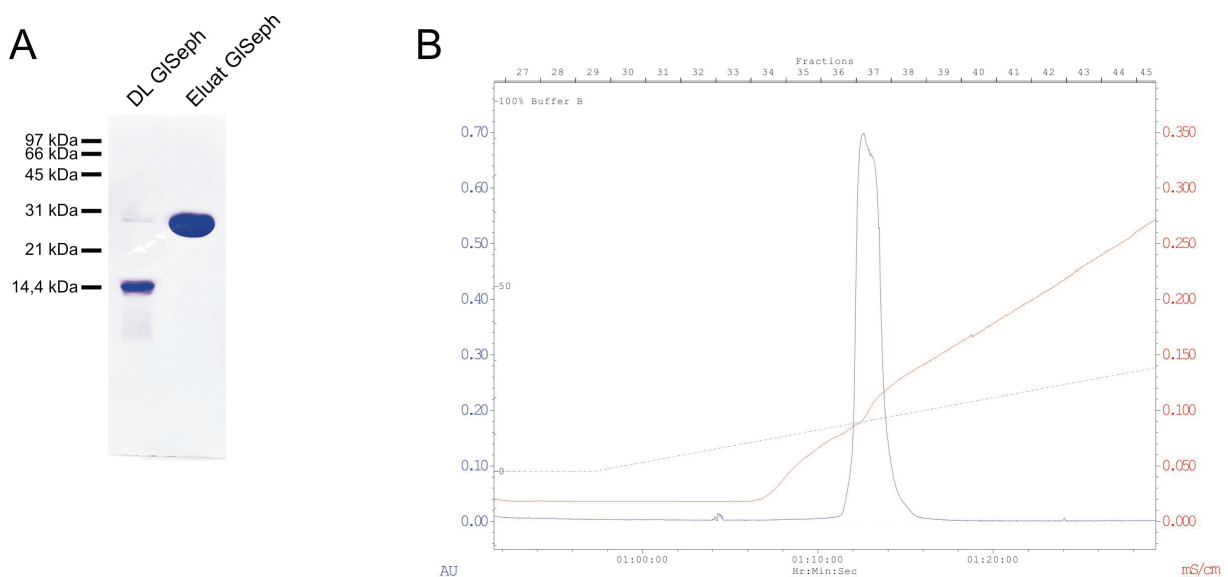 A
DL GlSeph
Eluat GlSeph
97 kDa
66 kDa
45 kDa
31 kDa
21 kDa
14,4 kDa
B
Fractions
27 28 29 30 31 32 33 34 35 36 37 38 39 40 41 42 43 44 45
100% Buffer B
50
0
0.70
0.60
0.50
0.40
0.30
0.20
0.10
0.00
AU
0.350
0.300
0.250
0.200
0.150
0.100
0.050
0.000
mS/cm
01:00:00 01:10:00 01:20:00
Hr:Min:Sec